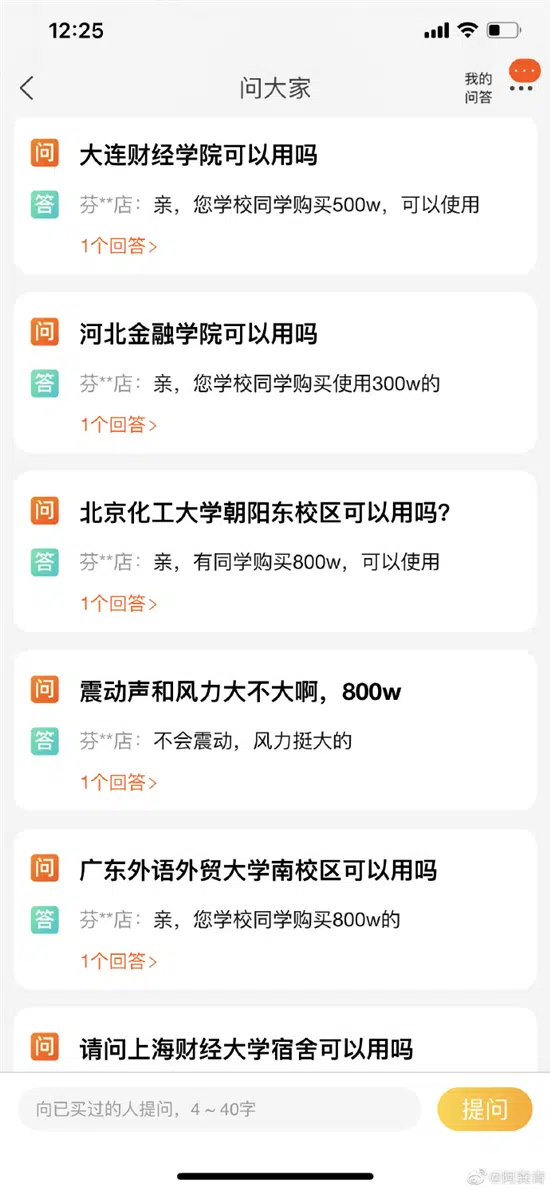 12:25
问大家
我的
问答
问 大连财经学院可以用吗
答 芬**店：亲，您学校同学购买500w，可以使用
1个回答>
问 河北金融学院可以用吗
答 芬**店：亲，您学校同学购买使用300w的
1个回答>
问 北京化工大学朝阳东校区可以用吗？
答 芬**店：亲，有同学购买800w，可以使用
1个回答>
问 震动声和风力大不大啊，800w
答 芬**店：不会震动，风力挺大的
1个回答>
问 广东外语外贸大学南校区可以用吗
答 芬**店：亲，您学校同学购买800w的
1个回答>
问 请问上海财经大学宿舍可以用吗
向已买过的人提问，4～40字
提问